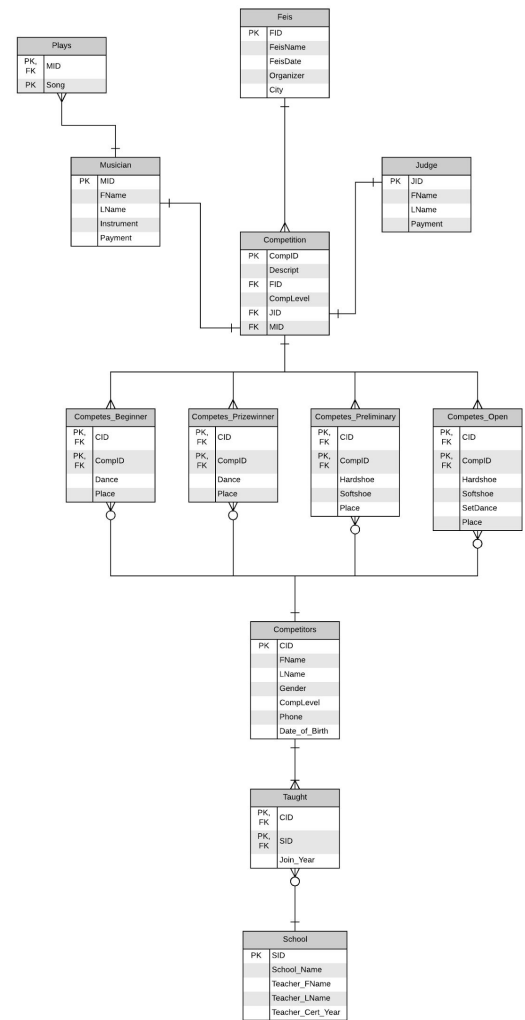 Feis
PK FID
FeisName
FeisDate
Organizer
City
Plays
PK, FK MID
PK Song
Musician
PK MID
FName
LName
Instrument
Payment
Judge
PK JID
FName
LName
Payment
Competition
PK CompID
Descript
FK FID
CompLevel
FK JID
FK MID
Competes_Beginner
PK, FK CID
PK, FK CompID
Dance
Place
Competes_Prizewinner
PK, FK CID
PK, FK CompID
Dance
Place
Competes_Preliminary
PK, FK CID
PK, FK CompID
Hardshoe
Softshoe
Place
Competes_Open
PK, FK CID
PK, FK CompID
Hardshoe
Softshoe
SetDance
Place
Competitors
PK CID
FName
LName
Gender
CompLevel
Phone
Date_of_Birth
Taught
PK, FK CID
PK, FK SID
Join_Year
School
PK SID
School_Name
Teacher_FName
Teacher_LName
Teacher_Cert_Year